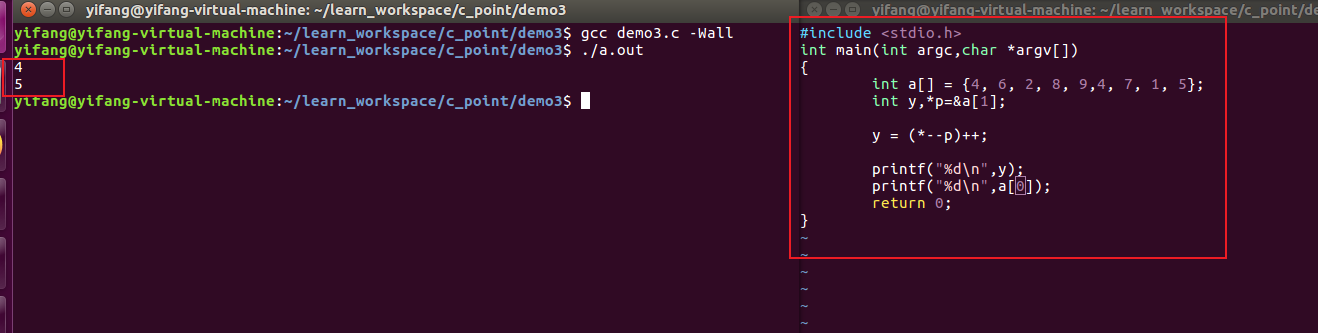 yifang@yifang-virtual-machine: ~/learn_workspace/c_point/demo3
yifang@yifang-virtual-machine:~/learn_workspace/c_point/demo3$ gcc demo3.c -Wall
yifang@yifang-virtual-machine:~/learn_workspace/c_point/demo3$ ./a.out
4
5
yifang@yifang-virtual-machine:~/learn_workspace/c_point/demo3$
yifang@yifang-virtual-machine: ~/learn_workspace/c_point/de
#include <stdio.h>
int main(int argc,char *argv[])
{
        int a[] = {4, 6, 2, 8, 9,4, 7, 1, 5};
        int y,*p=&a[1];
        y = (*--p)++;
        printf("%d\n",y);
        printf("%d\n",a[0]);
        return 0;
}
~
~
~
~
~
~